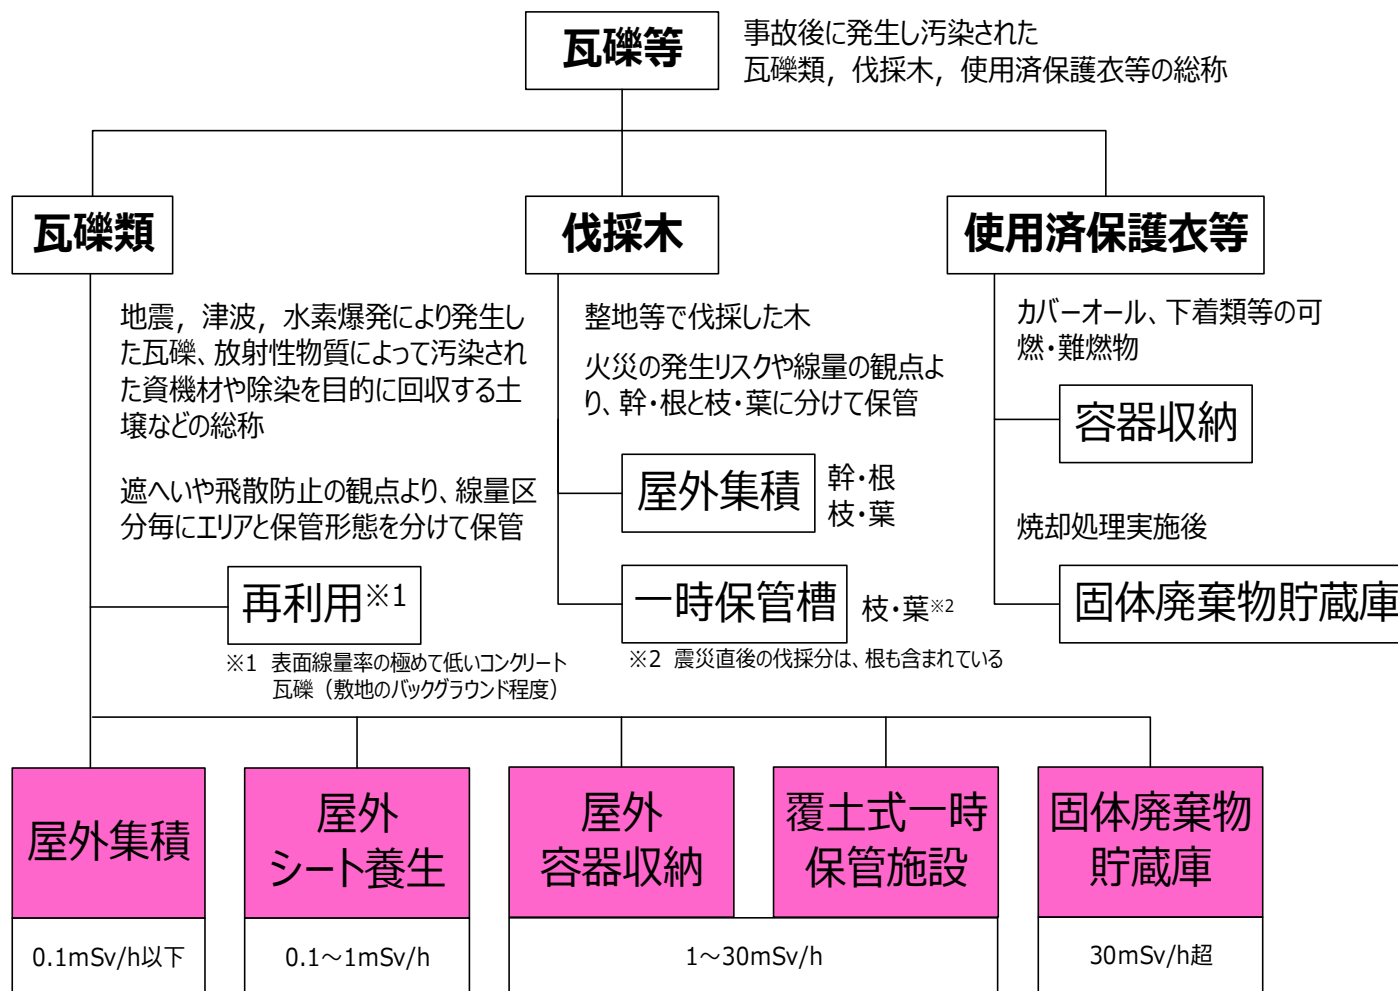 瓦礫等
事故後に発生し汚染された
瓦礫類，伐採木，使用済保護衣等の総称
瓦礫類
地震，津波，水素爆発により発生し
た瓦礫、放射性物質によって汚染され
た資機材や除染を目的に回収する土
壌などの総称
遮へいや飛散防止の観点より、線量区
分毎にエリアと保管形態を分けて保管
再利用※1
※1 表面線量率の極めて低いコンクリート
瓦礫（敷地のバックグラウンド程度）
伐採木
整地等で伐採した木
火災の発生リスクや線量の観点よ
り、幹・根と枝・葉に分けて保管
屋外集積
幹・根
枝・葉
一時保管槽
枝・葉※2
※2 震災直後の伐採分は、根も含まれている
使用済保護衣等
カバーオール、下着類等の可
燃・難燃物
容器収納
焼却処理実施後
固体廃棄物貯蔵庫
屋外集積
0.1mSv/h以下
屋外
シート養生
0.1～1mSv/h
屋外
容器収納
覆土式一時
保管施設
1～30mSv/h
固体廃棄物
貯蔵庫
30mSv/h超